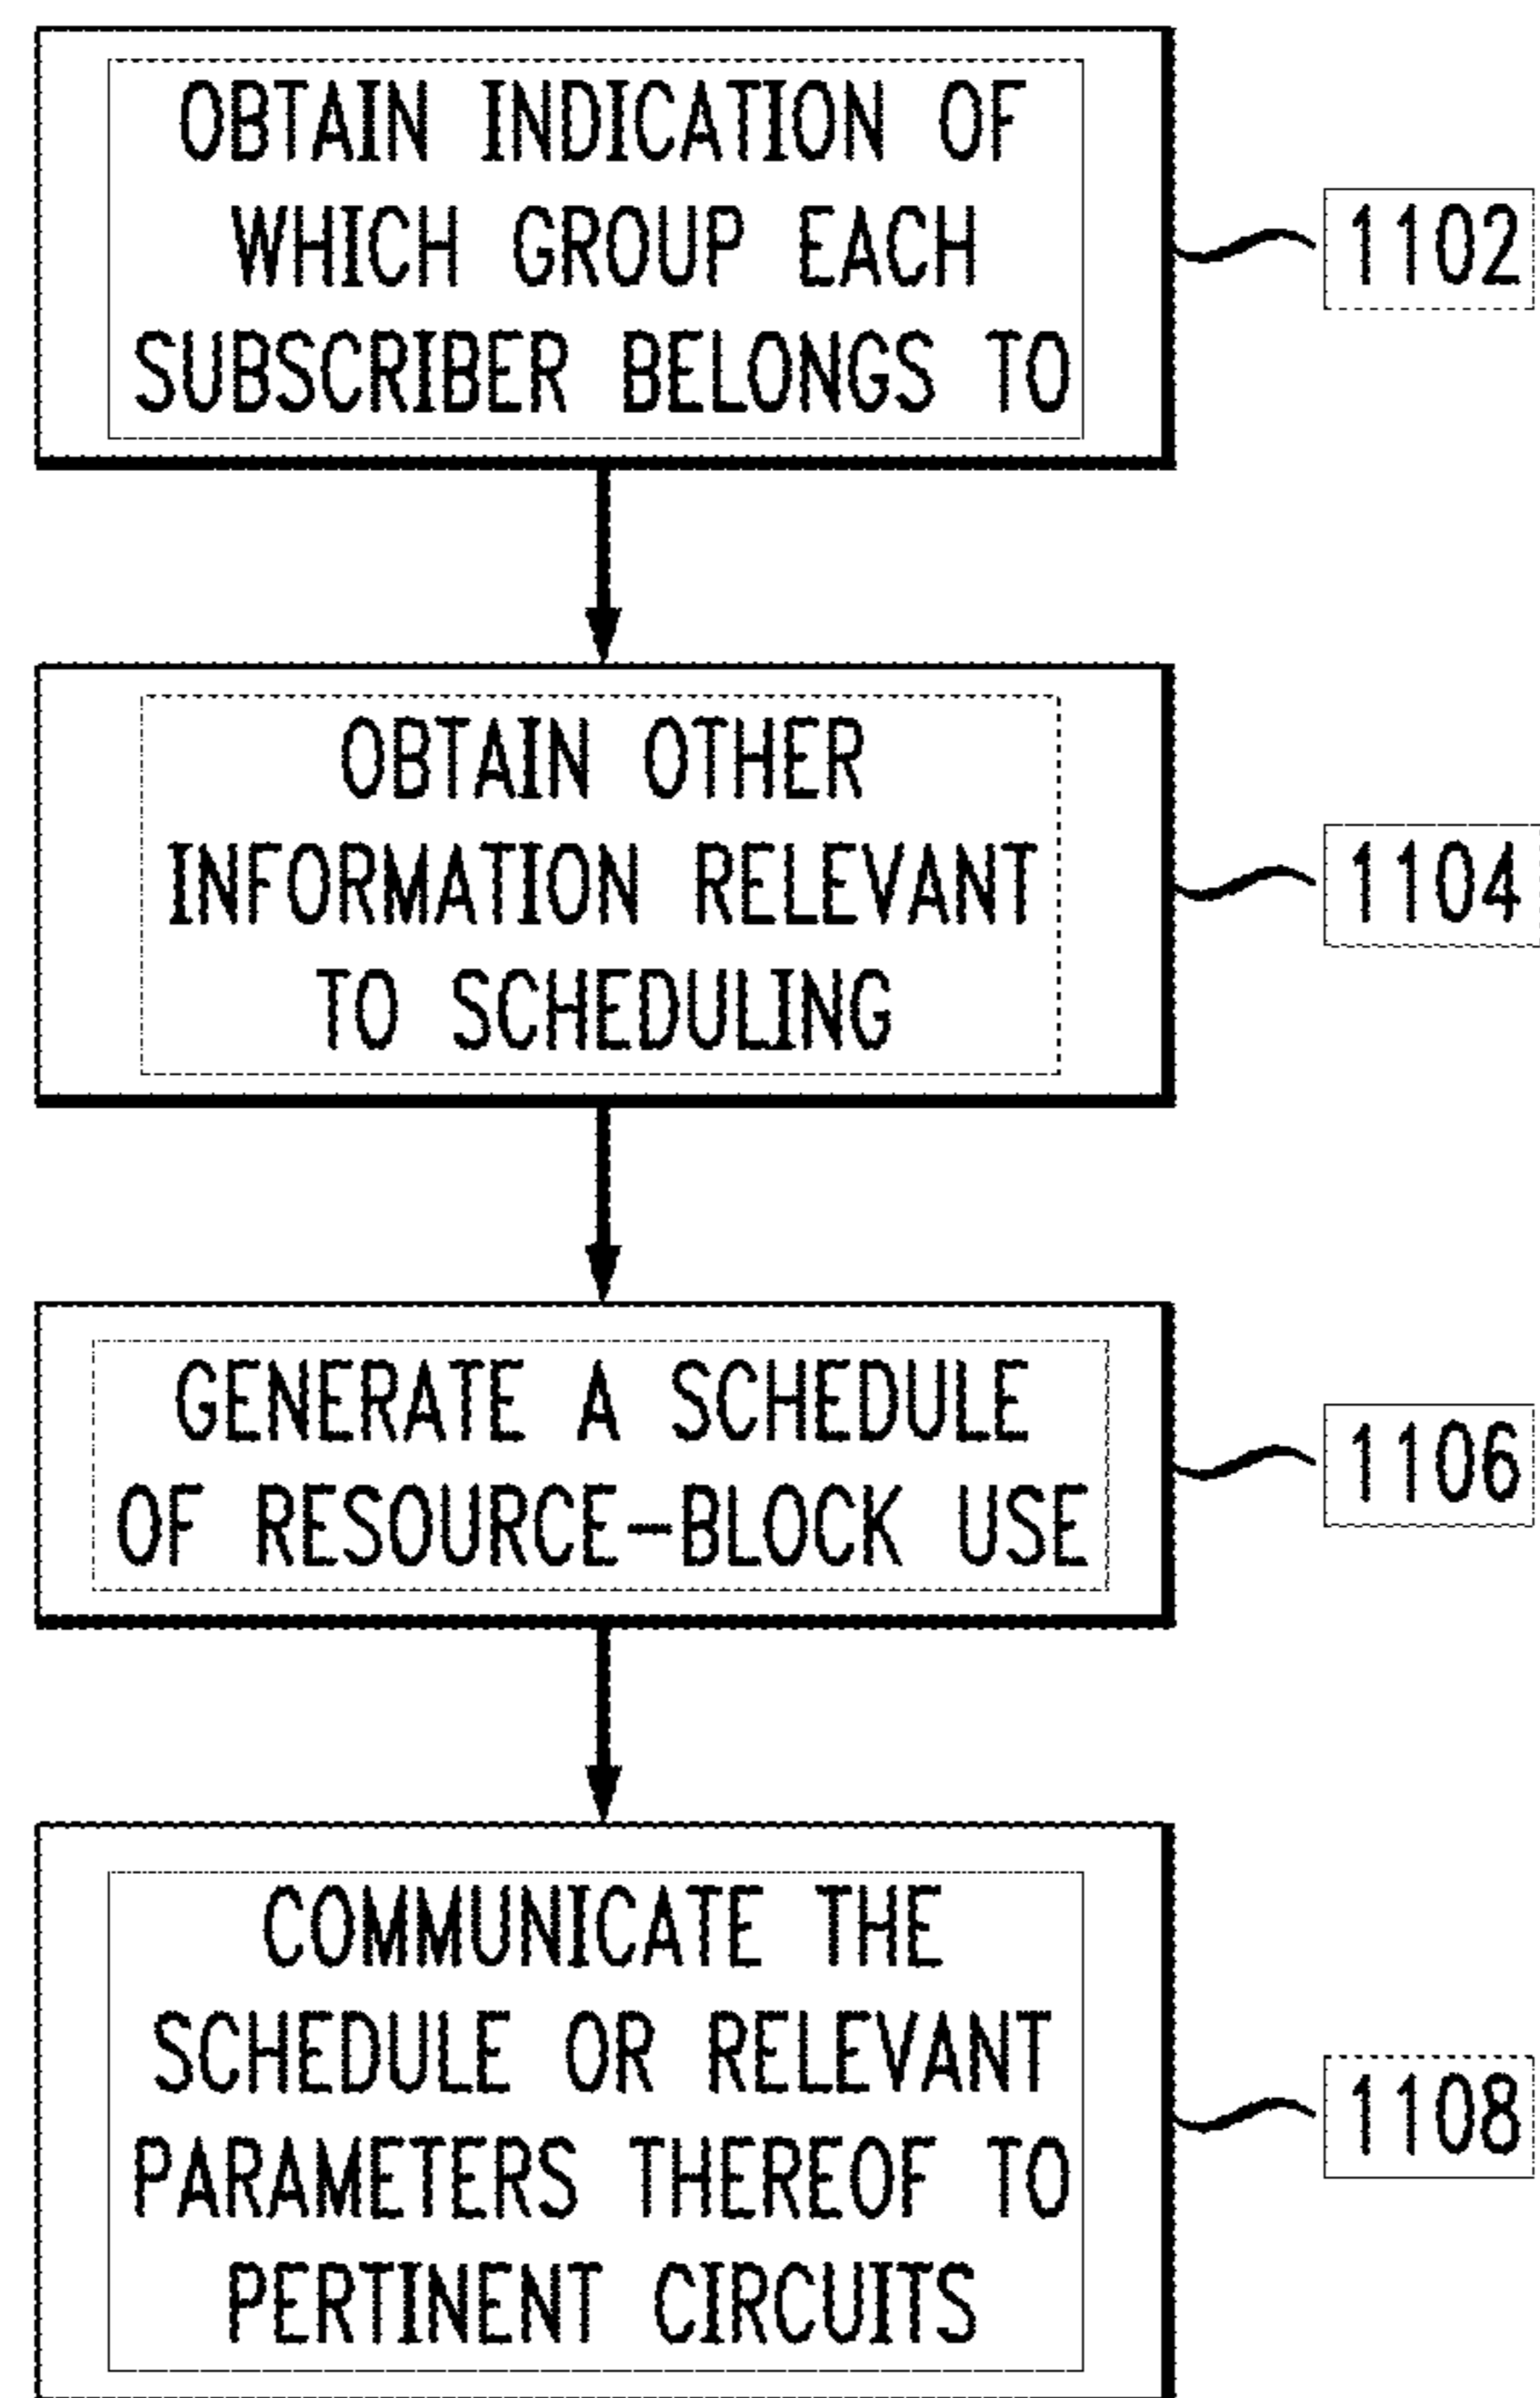 OBTAIN INDICATION OF
WHICH GROUP EACH
SUBSCRIBER BELONGS TO
1102
OBTAIN OTHER
INFORMATION RELEVANT
TO SCHEDULING
1104
GENERATE A SCHEDULE
OF RESOURCE-BLOCK USE
1106
COMMUNICATE THE
SCHEDULE OR RELEVANT
PARAMETERS THEREOF TO
PERTINENT CIRCUITS
1108